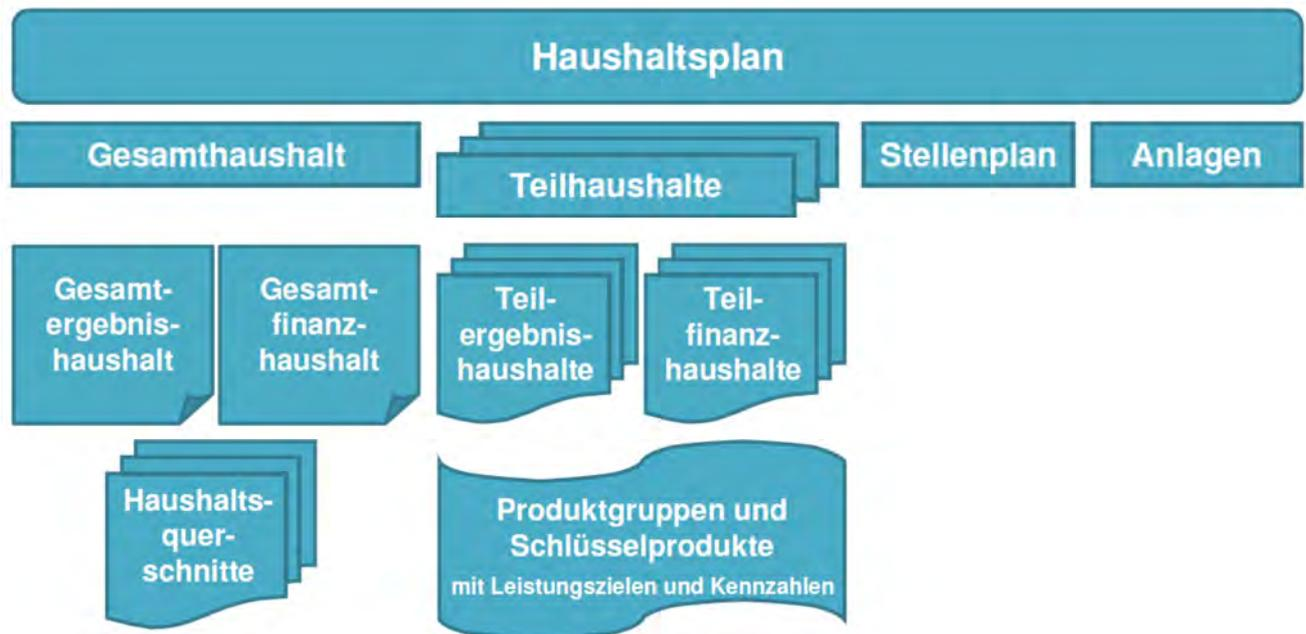 Haushaltsplan
Gesamthaushalt
Teilhaushalte
Stellenplan
Anlagen
Gesamt-
ergebnis-
haushalt
Gesamt-
finanz-
haushalt
Teil-
ergebnis-
haushalte
Teil-
finanz-
haushalte
Haushalts-
quer-
schnitte
Produktgruppen und
Schlüsselprodukte
mit Leistungszielen und Kennzahlen